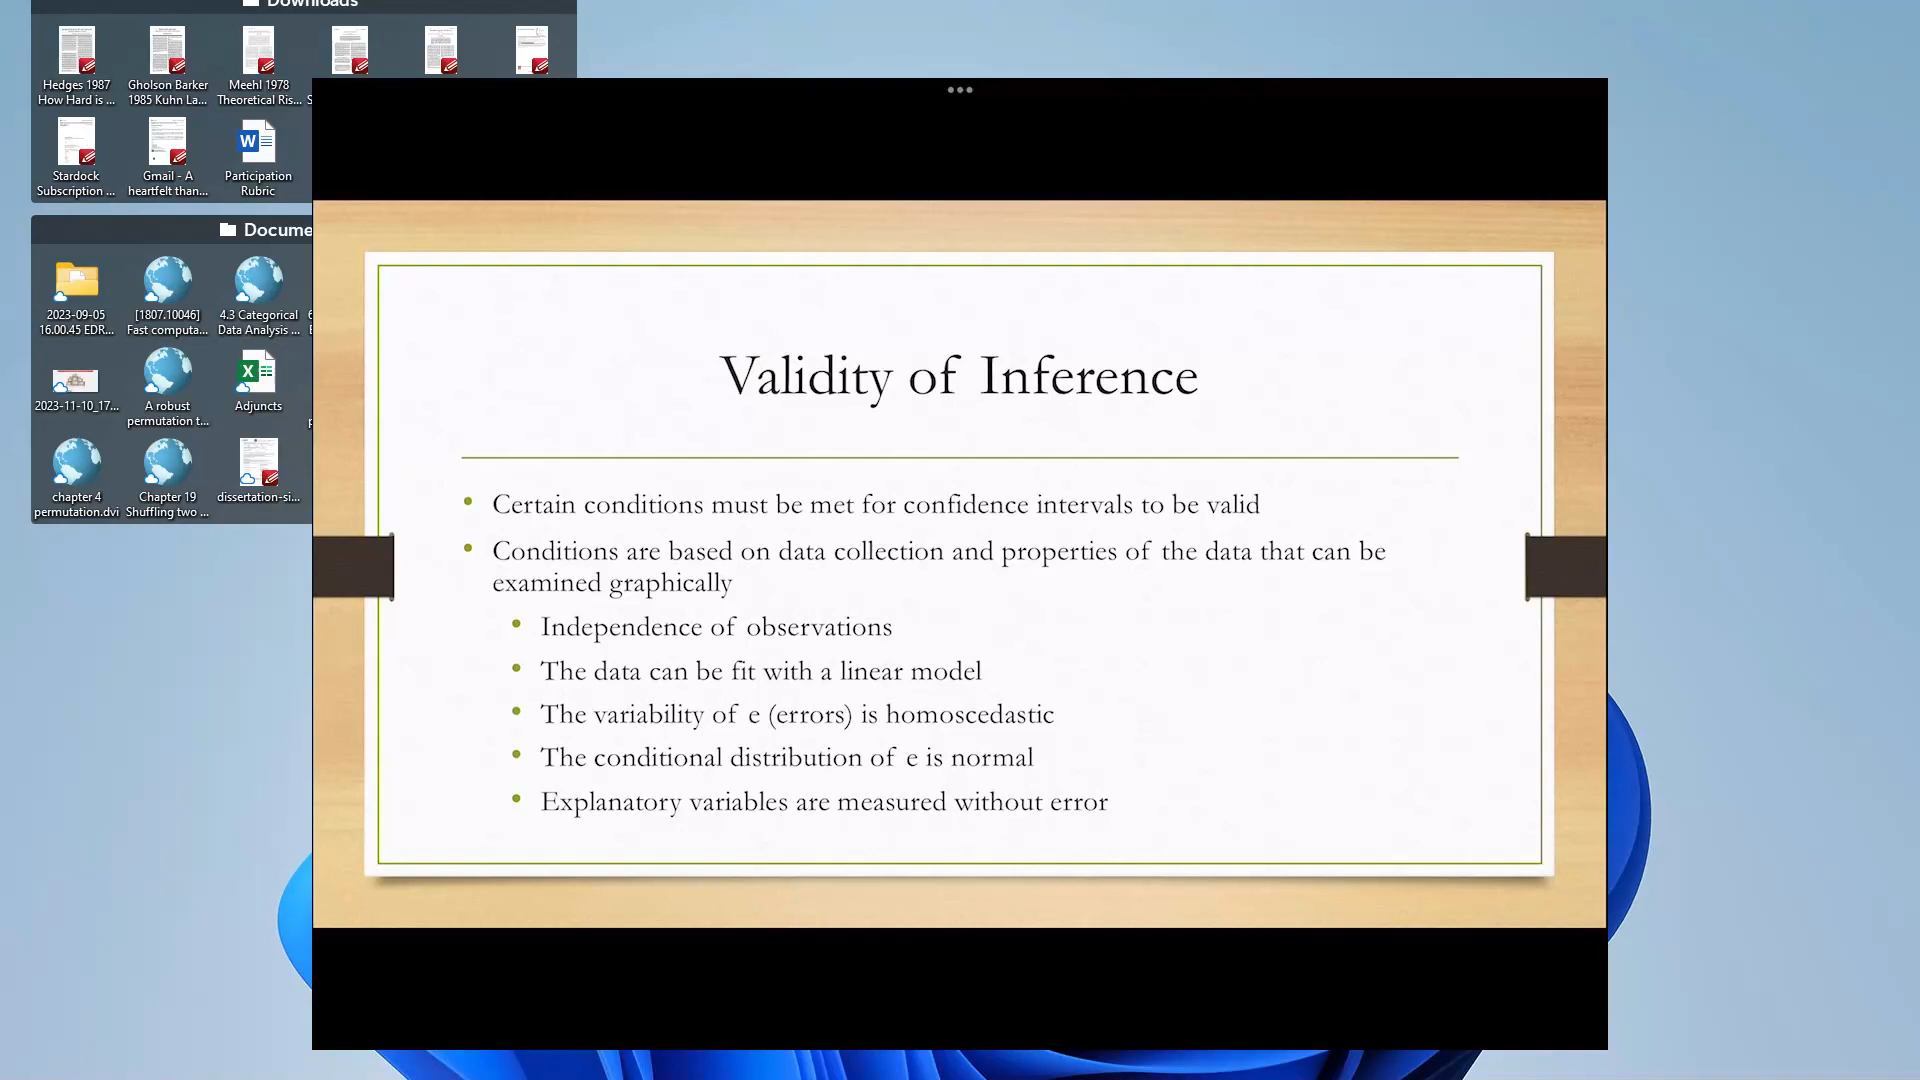 Downloads
Hedges 1987
How Hard is ...
Gholson Barker
1985 Kuhn La...
Meehl 1978
Theoretical Ris...
Stardock
Subscription ...
Gmail - A
heartfelt than...
Participation
Rubric
Docume
2023-09-05
16.00.45 EDR...
[1807.10046]
Fast computa...
4.3 Categorical
Data Analysis ...
2023-11-10_17...
A robust
permutation t...
Adjuncts
chapter 4
permutation.dvi
Chapter 19
Shuffling two ...
dissertation-si...
Validity of Inference
• Certain conditions must be met for confidence intervals to be valid
• Conditions are based on data collection and properties of the data that can be
examined graphically
• Independence of observations
• The data can be fit with a linear model
• The variability of e (errors) is homoscedastic
• The conditional distribution of e is normal
• Explanatory variables are measured without error